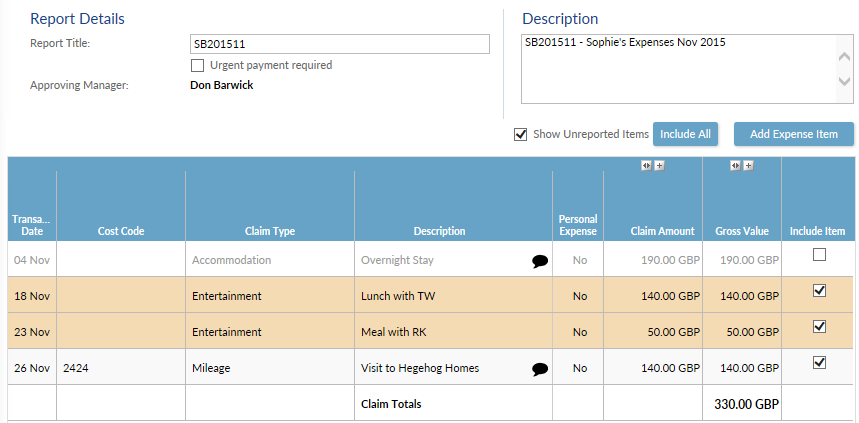 Report Details
Description
Report Title:
SB201511
SB201511 - Sophie's Expenses Nov 2015
Urgent payment required
Approving Manager:
Don Barwick
Show Unreported Items
Include All
Add Expense Item
Transa... Date
Cost Code
Claim Type
Description
Personal Expense
Claim Amount
Gross Value
Include Item
04 Nov Accommodation Overnight Stay No 190.00 GBP 190.00 GBP
18 Nov Entertainment Lunch with TW No 140.00 GBP 140.00 GBP
23 Nov Entertainment Meal with RK No 50.00 GBP 50.00 GBP
26 Nov 2424 Mileage Visit to Hegehog Homes No 140.00 GBP 140.00 GBP
Claim Totals 330.00 GBP